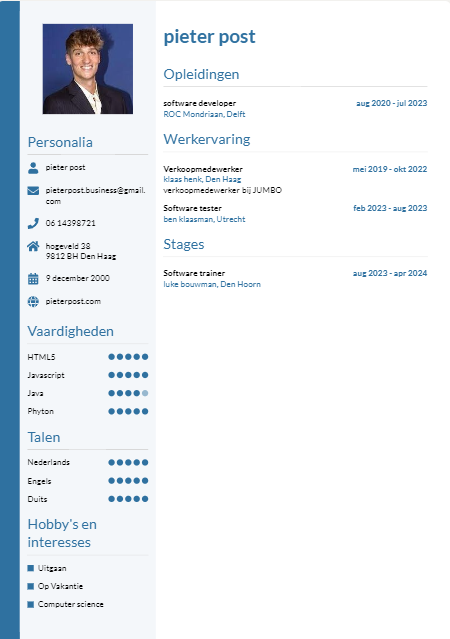 pieter post
Opleidingen
software developer aug 2020 - jul 2023
ROC Mondriaan, Delft
Werkervaring
Verkoopmedewerker mei 2019 - okt 2022
klaas henk, Den Haag
verkoopmedewerker bij JUMBO
Software tester feb 2023 - aug 2023
ben klaasman, Utrecht
Stages
Software trainer aug 2023 - apr 2024
luke bouwman, Den Hoorn
Personalia
pieter post
pieterpost.business@gmail.
com
06 14398721
hogeveld 38
9812 BH Den Haag
9 december 2000
pieterpost.com
Vaardigheden
HTML5
Javascript
Java
Phyton
Talen
Nederlands
Engels
Duits
Hobby's en
interesses
Uitgaan
Op Vakantie
Computer science